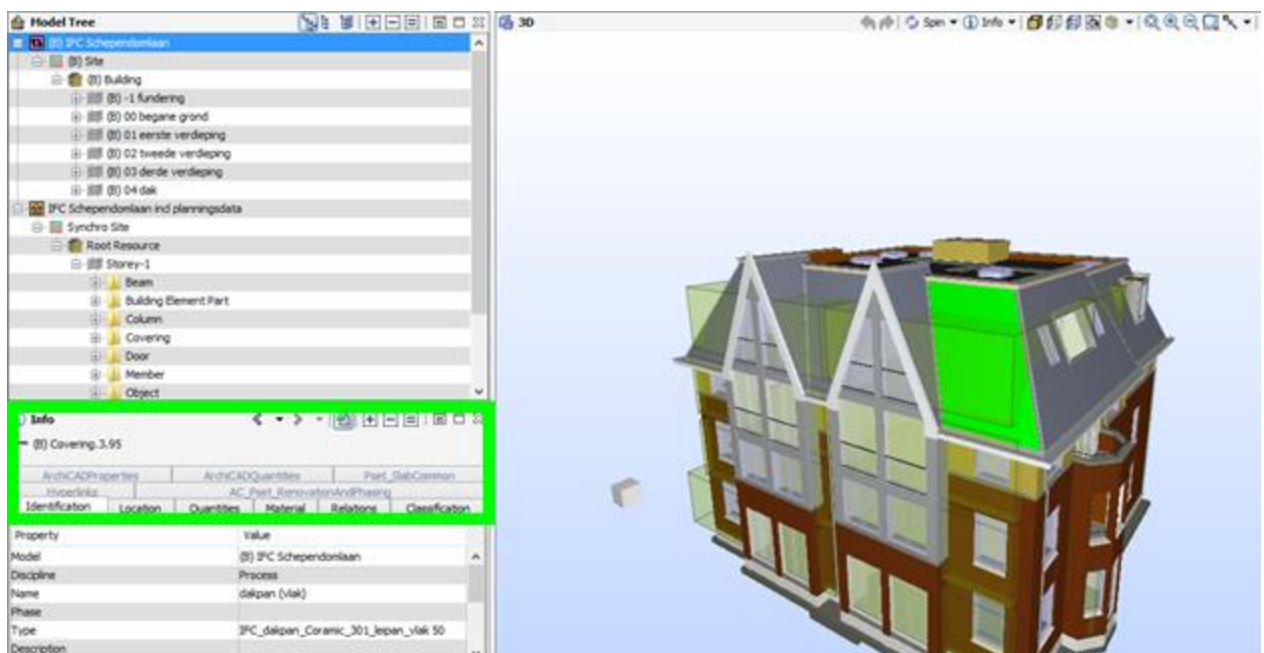 Model Tree
(B) IFC Schependomlaan
(B) Site
(B) Building
(B) -1 fundering
(B) 00 begane grond
(B) 01 eerste verdieping
(B) 02 tweede verdieping
(B) 03 derde verdieping
(B) 04 dak
IFC Schependomlaan incl planningsdata
Synchro Site
Root Resource
Storey-1
Beam
Building Element Part
Column
Covering
Door
Member
Object
Info
(B) Covering.3.95
ArchiCADProperties ArchiCADQuantities Pset_SlabCommon
Hyperlinks AC_Pset_RenovationAndPhasing
Identification Location Quantities Material Relations Classification
Property Value
Model (B) IFC Schependomlaan
Discipline Process
Name dakpan (vlak)
Phase
Type IFC_dakpan_Coramic_301_leipan_vlak 50
Description
3D Spin Info